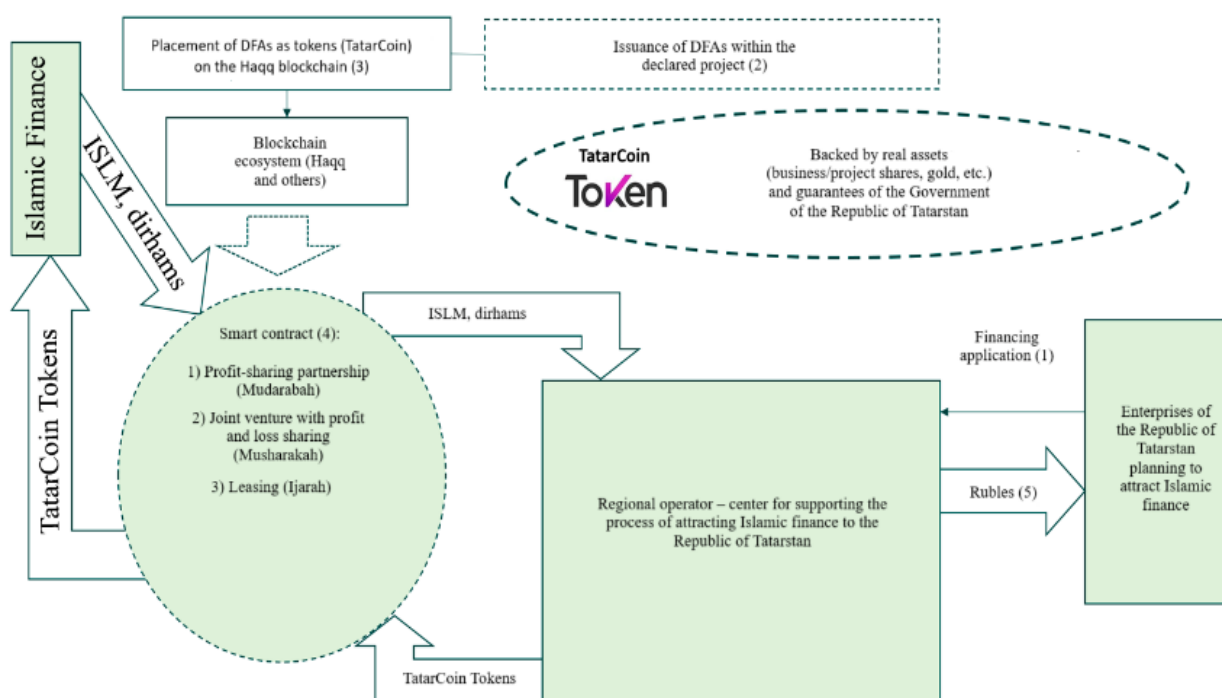 Placement of DFAs as tokens (TatarCoin)
on the Haqq blockchain (3)
Issuance of DFAs within the
declared project (2)
Islamic Finance
ISLM, dirhams
Blockchain
ecosystem (Haqq
and others)
TatarCoin
Token
Backed by real assets
(business/project shares, gold, etc.)
and guarantees of the Government
of the Republic of Tatarstan
TatarCoin Tokens
Smart contract (4):
1) Profit-sharing partnership
(Mudarabah)
2) Joint venture with profit
and loss sharing
(Musharakah)
3) Leasing (Ijarah)
ISLM, dirhams
Financing
application (1)
Regional operator – center for supporting the
process of attracting Islamic finance to the
Republic of Tatarstan
Rubles (5)
Enterprises of
the Republic of
Tatarstan
planning to
attract Islamic
finance
TatarCoin Tokens